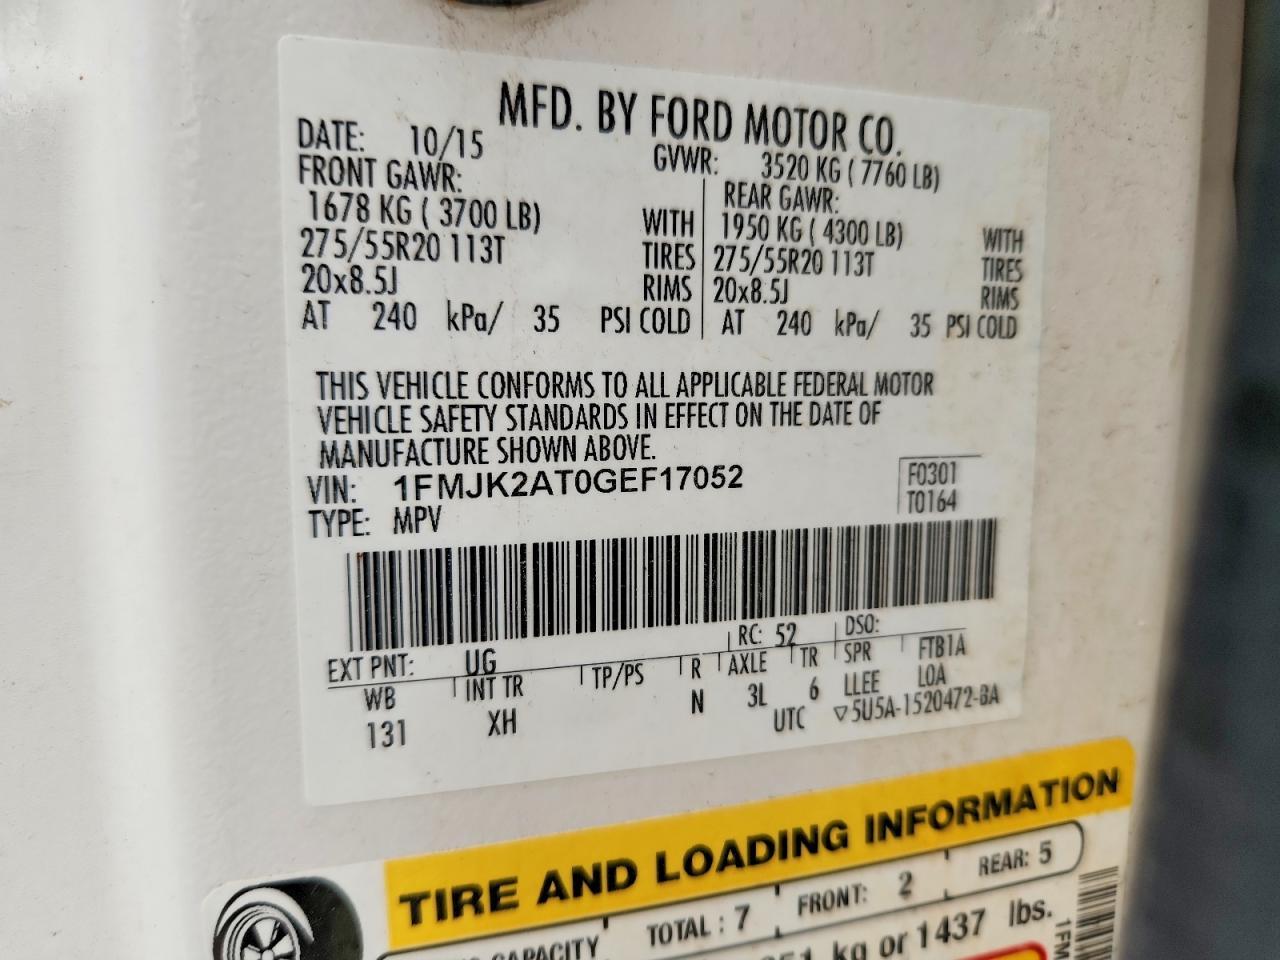 MFD. BY FORD MOTOR CO.
DATE: 10/15 GVWR: 3520 KG ( 7760 LB)
FRONT GAWR: REAR GAWR:
1678 KG ( 3700 LB) WITH 1950 KG ( 4300 LB) WITH
275/55R20 113T TIRES 275/55R20 113T TIRES
20x8.5J RIMS 20x8.5J RIMS
AT 240 kPa/ 35 PSI COLD AT 240 kPa/ 35 PSI COLD
THIS VEHICLE CONFORMS TO ALL APPLICABLE FEDERAL MOTOR
VEHICLE SAFETY STANDARDS IN EFFECT ON THE DATE OF
MANUFACTURE SHOWN ABOVE.
VIN: 1FMJK2AT0GEF17052 F0301
TYPE: MPV T0164
EXT PNT: UG RC: 52 DSO: FTB1A
WB INT TR TP/PS R AXLE TR SPR LOA
131 XH N 3L 6 LLEE
UTC ▽5U5A-1520472-BA
TIRE AND LOADING INFORMATION
CAPACITY TOTAL : 7 FRONT: 2 REAR: 5
kg or 1437 lbs.
1FM